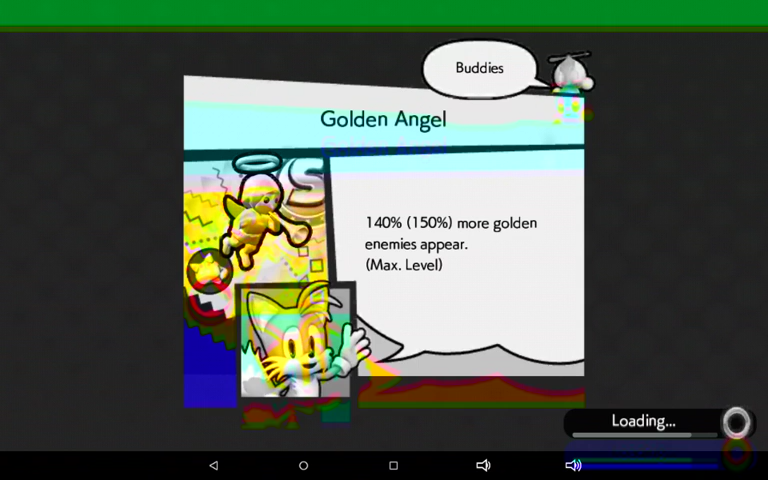 Buddies
Golden Angel
140% (150%) more golden
enemies appear.
(Max. Level)
Loading...